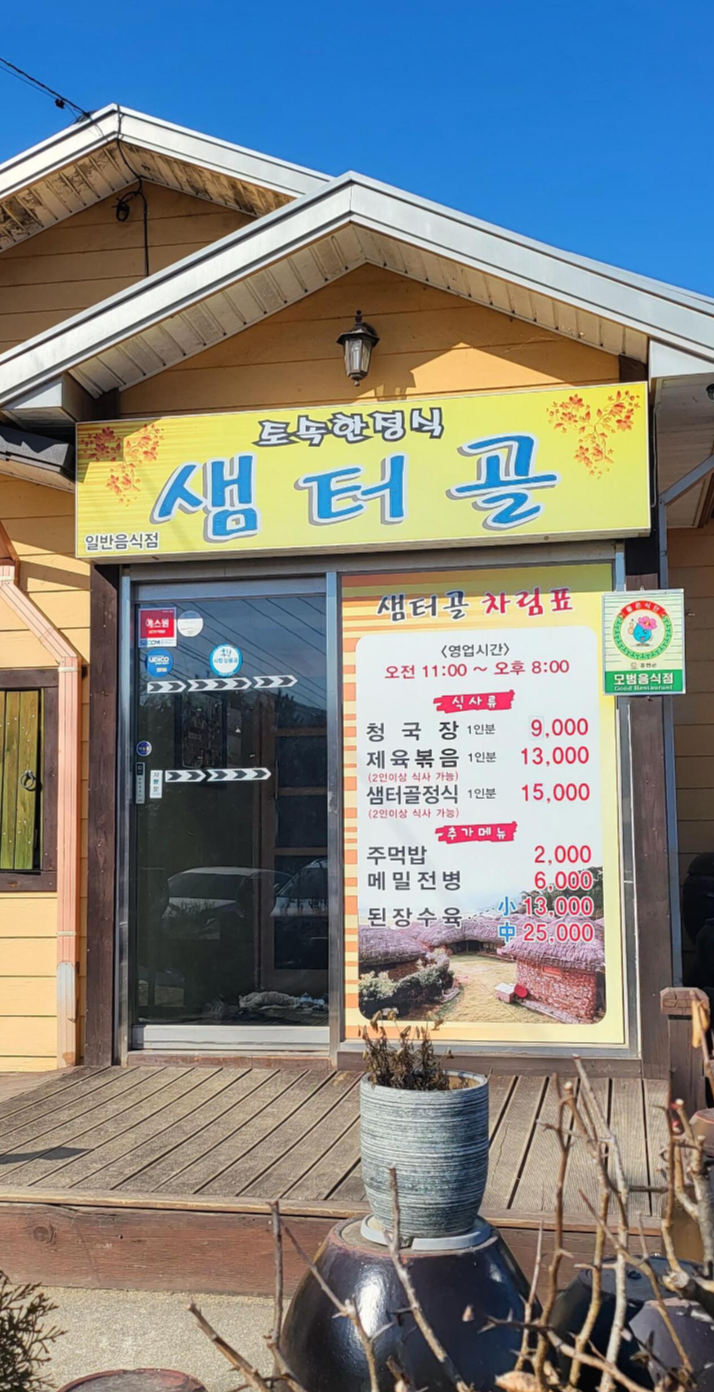 토속한정식
샘터골
일반음식점
에스원
샘터골 차림표
<영업시간>
오전 11:00 ~ 오후 8:00
식사류
청국장 1인분 9,000
제육볶음 1인분 13,000
(2인이상 식사 가능)
샘터골정식 1인분 15,000
(2인이상 식사 가능)
추가메뉴
주먹밥 2,000
메밀전병 6,000
된장수육 小 13,000
中 25,000
모범음식점
Good Restaurant